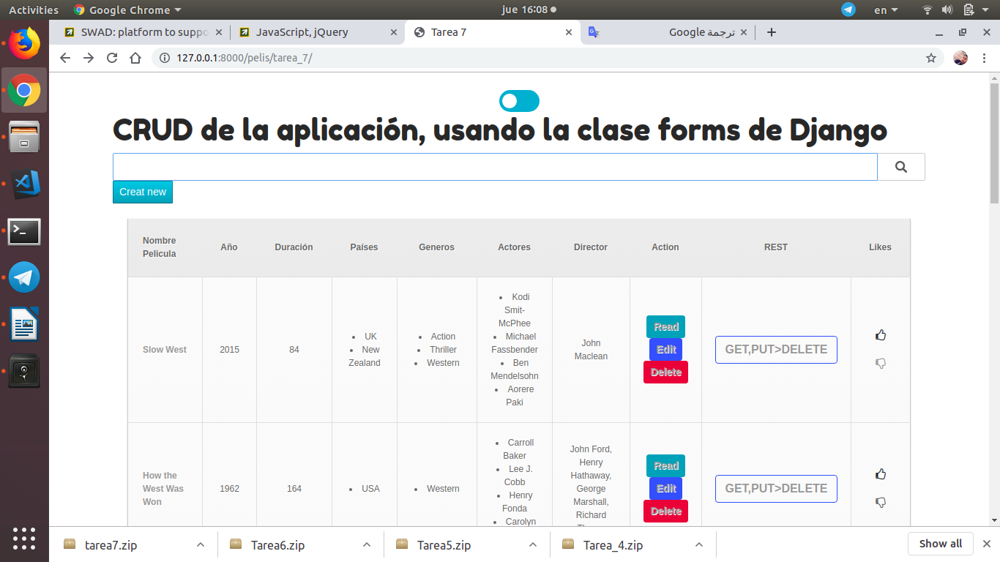 Activities
Google Chrome
jue 16:08
en
SWAD: platform to suppo
JavaScript, jQuery
Tarea 7
ترجمة Google
127.0.0.1:8000/pelis/tarea_7/
CRUD de la aplicación, usando la clase forms de Django
Creat new
Nombre Pelicula
Año
Duración
Países
Generos
Actores
Director
Action
REST
Likes
Slow West
2015
84
UK
New Zealand
Action
Thriller
Western
Kodi Smit-McPhee
Michael Fassbender
Ben Mendelsohn
Aorere Paki
John Maclean
Read
Edit
Delete
GET,PUT>DELETE
How the West Was Won
1962
164
USA
Western
Carroll Baker
Lee J. Cobb
Henry Fonda
Carolyn
John Ford, Henry Hathaway, George Marshall, Richard
Read
Edit
Delete
GET,PUT>DELETE
tarea7.zip
Tarea6.zip
Tarea5.zip
Tarea_4.zip
Show all